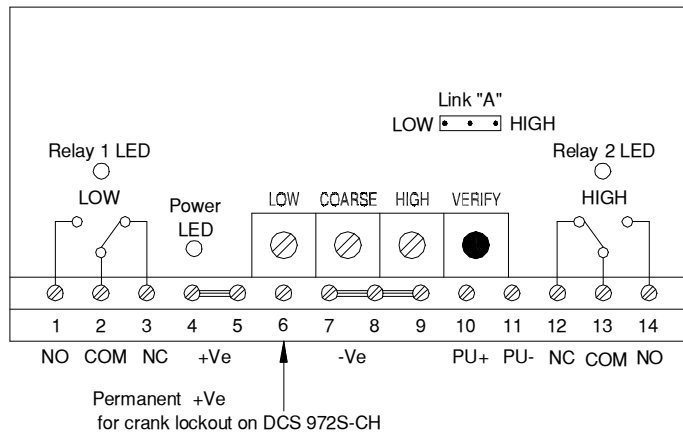 Link "A"
LOW HIGH
Relay 1 LED Relay 2 LED
LOW Power LED HIGH
LOW COARSE HIGH VERIFY
1 2 3 4 5 6 7 8 9 10 11 12 13 14
NO COM NC +Ve -Ve PU+ PU- NC COM NO
Permanent +Ve
for crank lockout on DCS 972S-CH